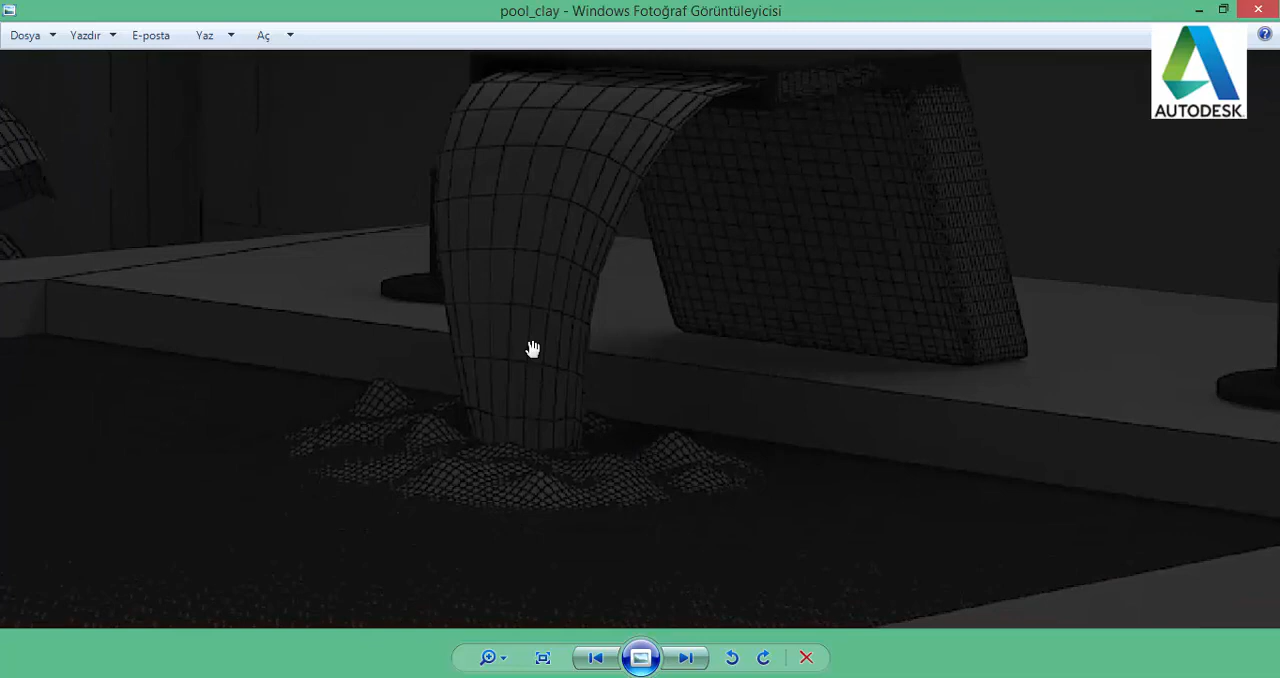 pool_clay - Windows Fotoğraf Görüntüleyicisi
Dosya Yazdır E-posta Yaz Aç
AUTODESK